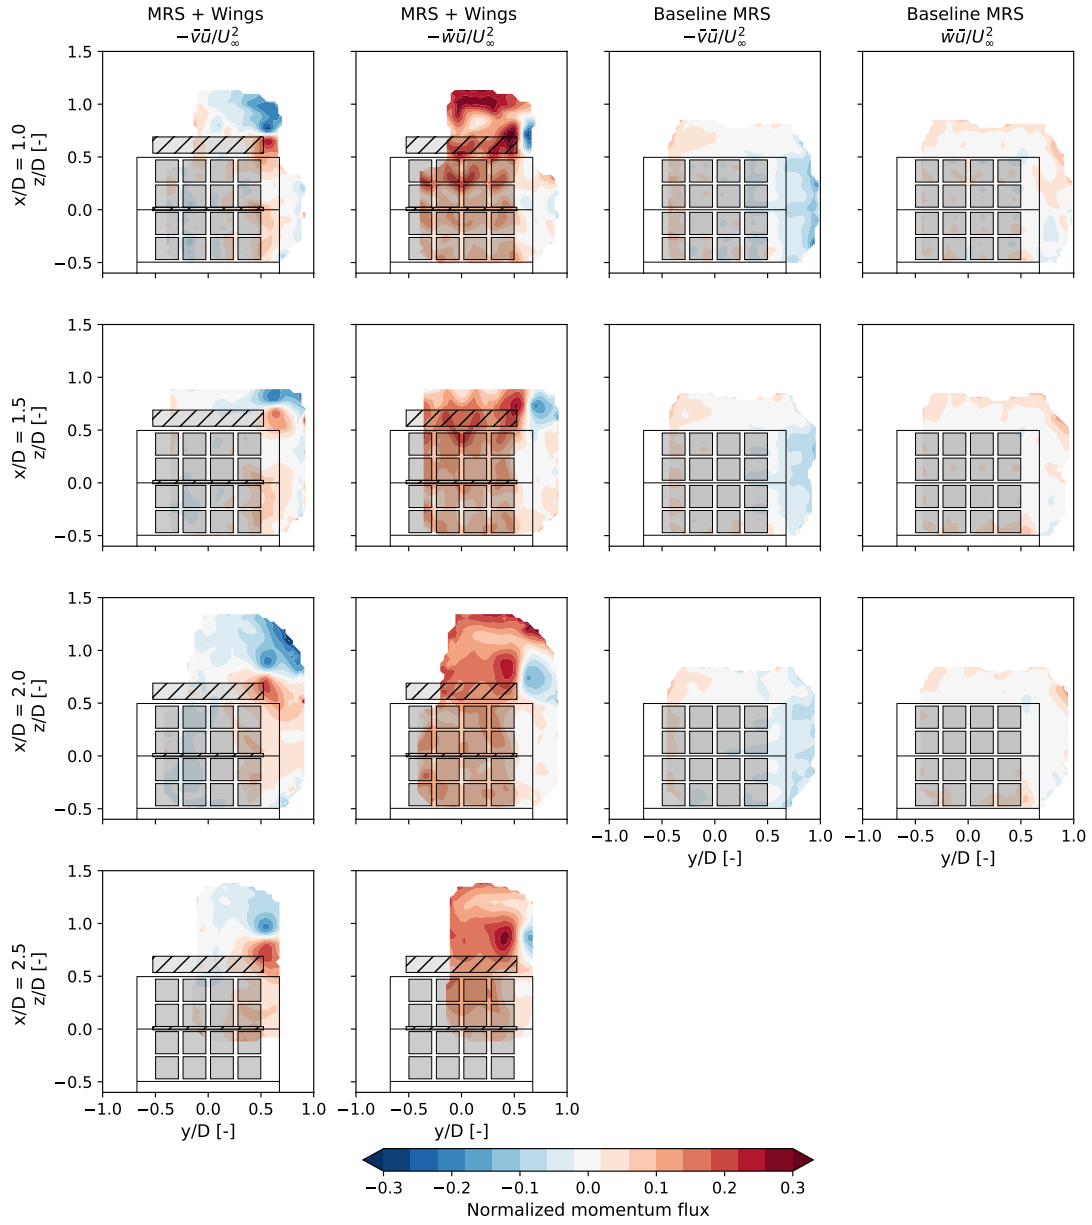 MRS + Wings
−v̄ū/U²∞
MRS + Wings
−w̄ū/U²∞
Baseline MRS
−v̄ū/U²∞
Baseline MRS
w̄ū/U²∞
x/D = 1.0
z/D [-]
1.5
1.0
0.5
0.0
−0.5
x/D = 1.5
z/D [-]
1.5
1.0
0.5
0.0
−0.5
x/D = 2.0
z/D [-]
1.5
1.0
0.5
0.0
−0.5
−1.0 −0.5 0.0 0.5 1.0
y/D [-]
−1.0 −0.5 0.0 0.5 1.0
y/D [-]
x/D = 2.5
z/D [-]
1.5
1.0
0.5
0.0
−0.5
−1.0 −0.5 0.0 0.5 1.0
y/D [-]
−1.0 −0.5 0.0 0.5 1.0
y/D [-]
−0.3 −0.2 −0.1 0.0 0.1 0.2 0.3
Normalized momentum flux